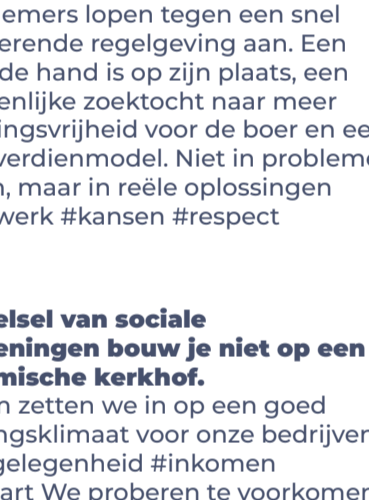 emers lopen tegen een snel
erende regelgeving aan. Een
de hand is op zijn plaats, een
enlijke zoektocht naar meer
ingsvrijheid voor de boer en ee
verdienmodel. Niet in probleme
, maar in reële oplossingen
werk #kansen #respect
elsel van sociale
eningen bouw je niet op een
mische kerkhof.
n zetten we in op een goed
ngsklimaat voor onze bedrijven
gelegenheid #inkomen
art We proberen te voorkomen